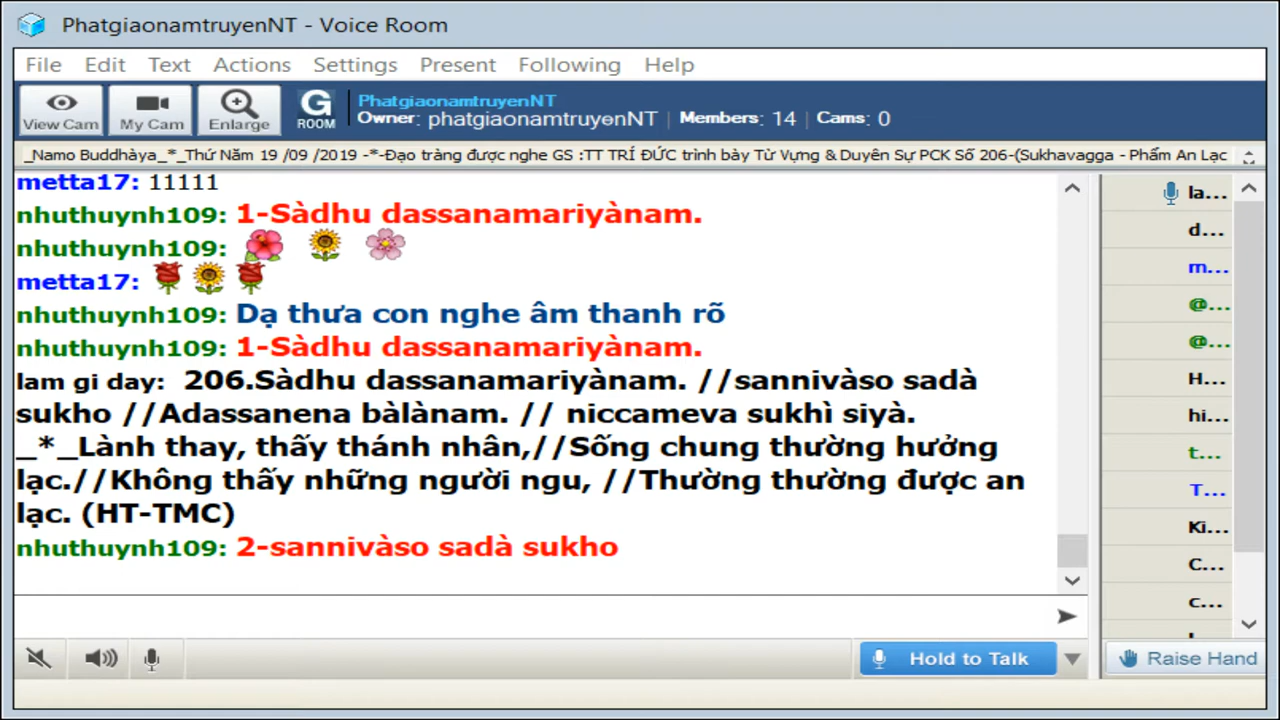 PhatgiaonamtruyenNT - Voice Room
File Edit Text Actions Settings Present Following Help
View Cam My Cam Enlarge G ROOM
PhatgiaonamtruyenNT
Owner: phatgiaonamtruyenNT | Members: 14 | Cams: 0
_Namo Buddhàya_*_Thứ Năm 19 /09 /2019 -*-Đạo tràng được nghe GS :TT TRÍ ĐỨC trình bày Từ Vựng & Duyên Sự PCK Số 206-(Sukhavagga - Phẩm An Lạc
metta17: 11111
nhuthuynh109: 1-Sàdhu dassanamariyànam.
nhuthuynh109:
metta17:
nhuthuynh109: Dạ thưa con nghe âm thanh rõ
nhuthuynh109: 1-Sàdhu dassanamariyànam.
lam gi day: 206.Sàdhu dassanamariyànam. //sannivàso sadà
sukho //Adassanena bàlànam. // niccameva sukhì siyà.
_*_Lành thay, thấy thánh nhân,//Sống chung thường hưởng
lạc.//Không thấy những người ngu, //Thường thường được an
lạc. (HT-TMC)
nhuthuynh109: 2-sannivàso sadà sukho
la...
d...
m...
@...
@...
H...
hi...
t...
T...
Ki...
C...
c...
Hold to Talk
Raise Hand